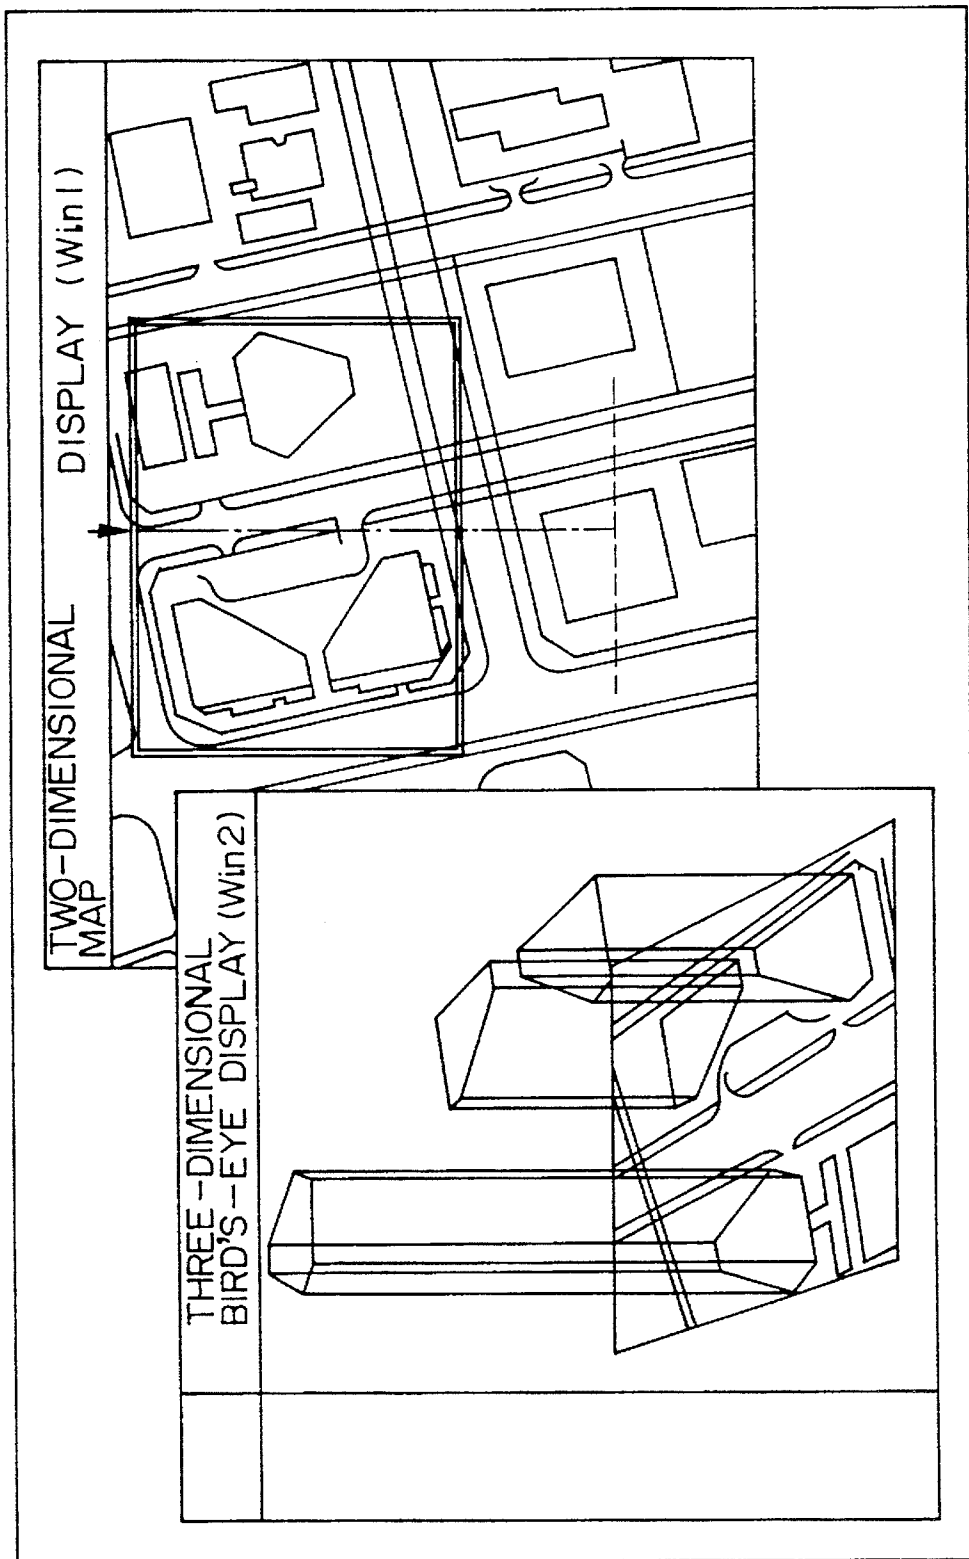 TWO-DIMENSIONAL DISPLAY (Win1)
MAP
THREE-DIMENSIONAL
BIRD'S-EYE DISPLAY (Win2)